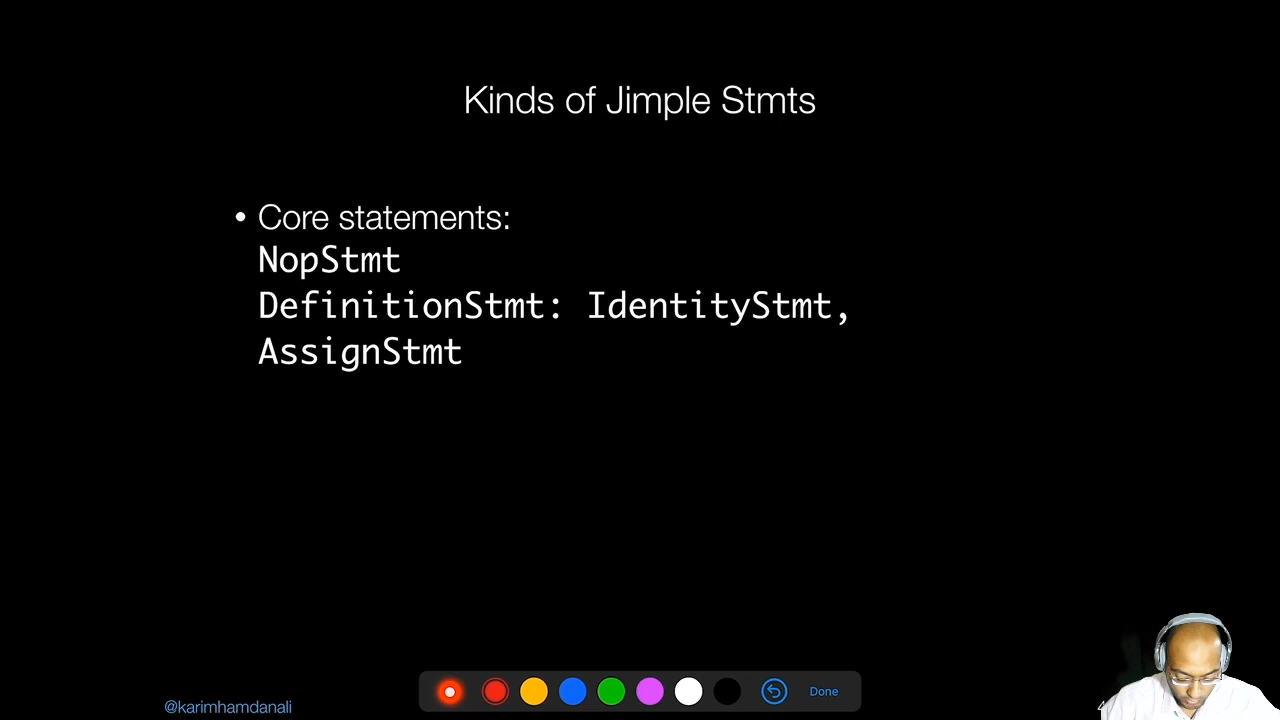 Kinds of Jimple Stmts
• Core statements:
NopStmt
DefinitionStmt: IdentityStmt,
AssignStmt
@karimhamdanali
Done